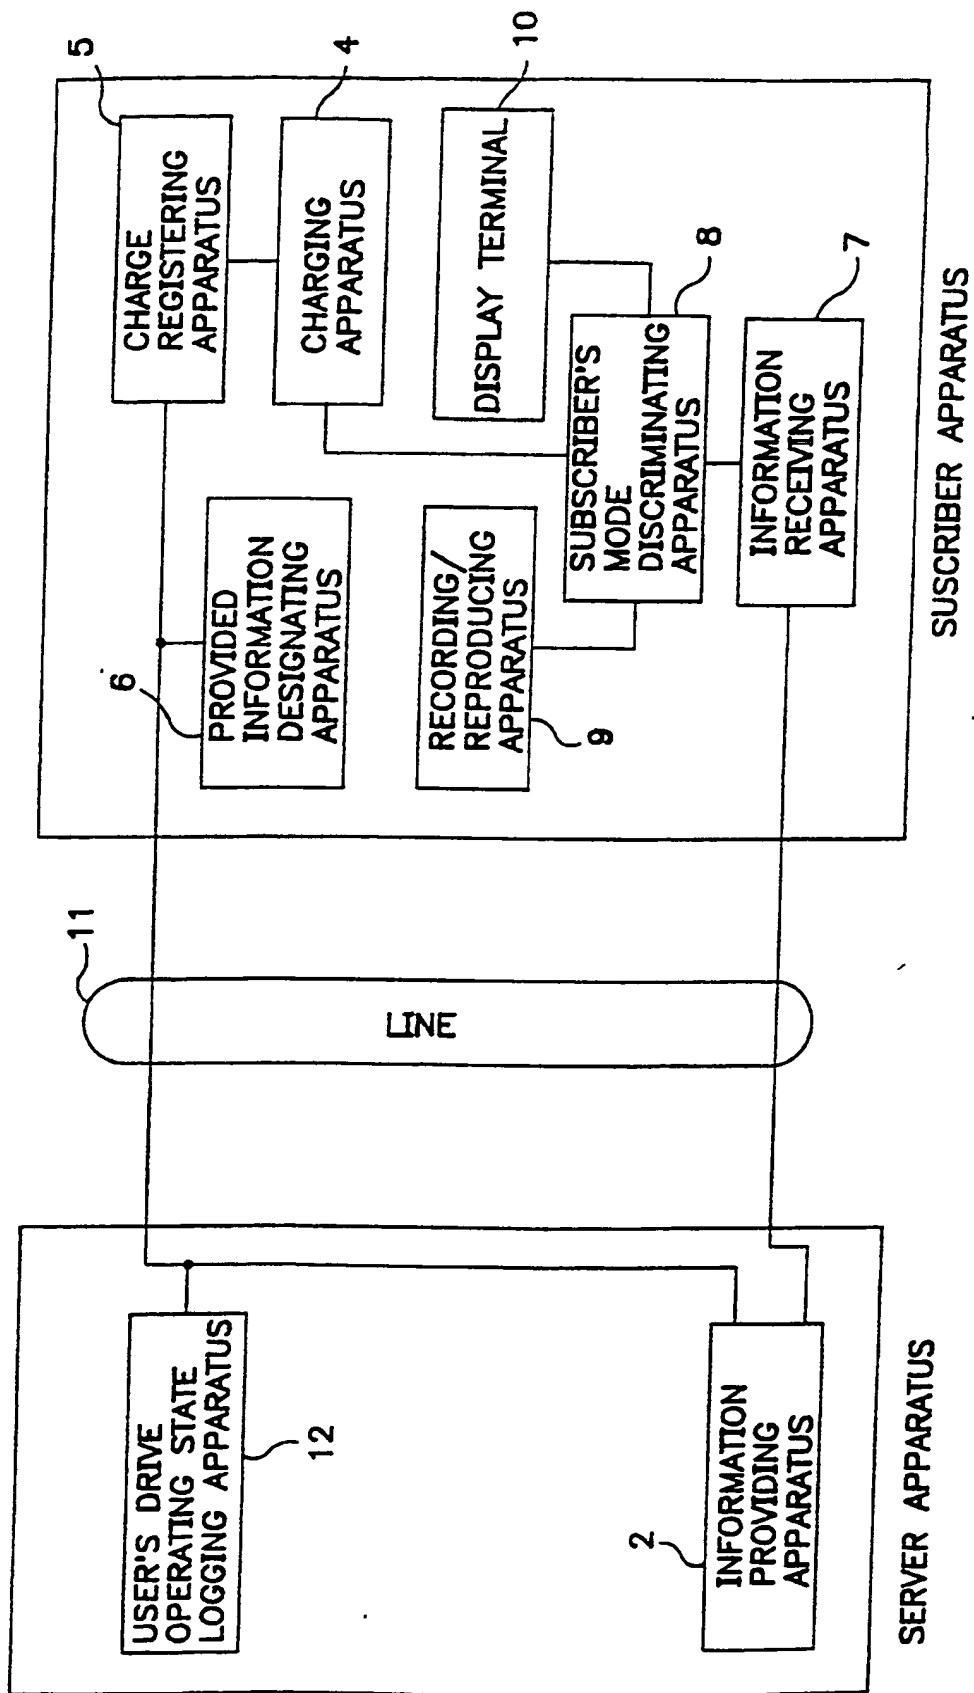 USER'S DRIVE
OPERATING STATE
LOGGING APPARATUS
12
2
INFORMATION
PROVIDING
APPARATUS
SERVER APPARATUS
11
LINE
6
PROVIDED
INFORMATION
DESIGNATING
APPARATUS
5
CHARGE
REGISTERING
APPARATUS
4
CHARGING
APPARATUS
10
DISPLAY TERMINAL
RECORDING/
REPRODUCING
APPARATUS
9
8
SUBSCRIBER'S
MODE
DISCRIMINATING
APPARATUS
7
INFORMATION
RECEIVING
APPARATUS
SUSCRIBER APPARATUS